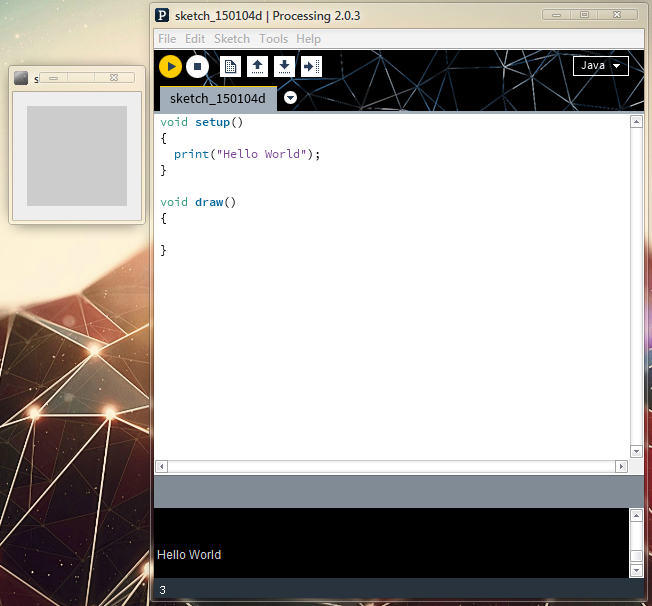 sketch_150104d | Processing 2.0.3
File Edit Sketch Tools Help
Java
sketch_150104d
s
void setup()
{
  print("Hello World");
}
void draw()
{
}
Hello World
3